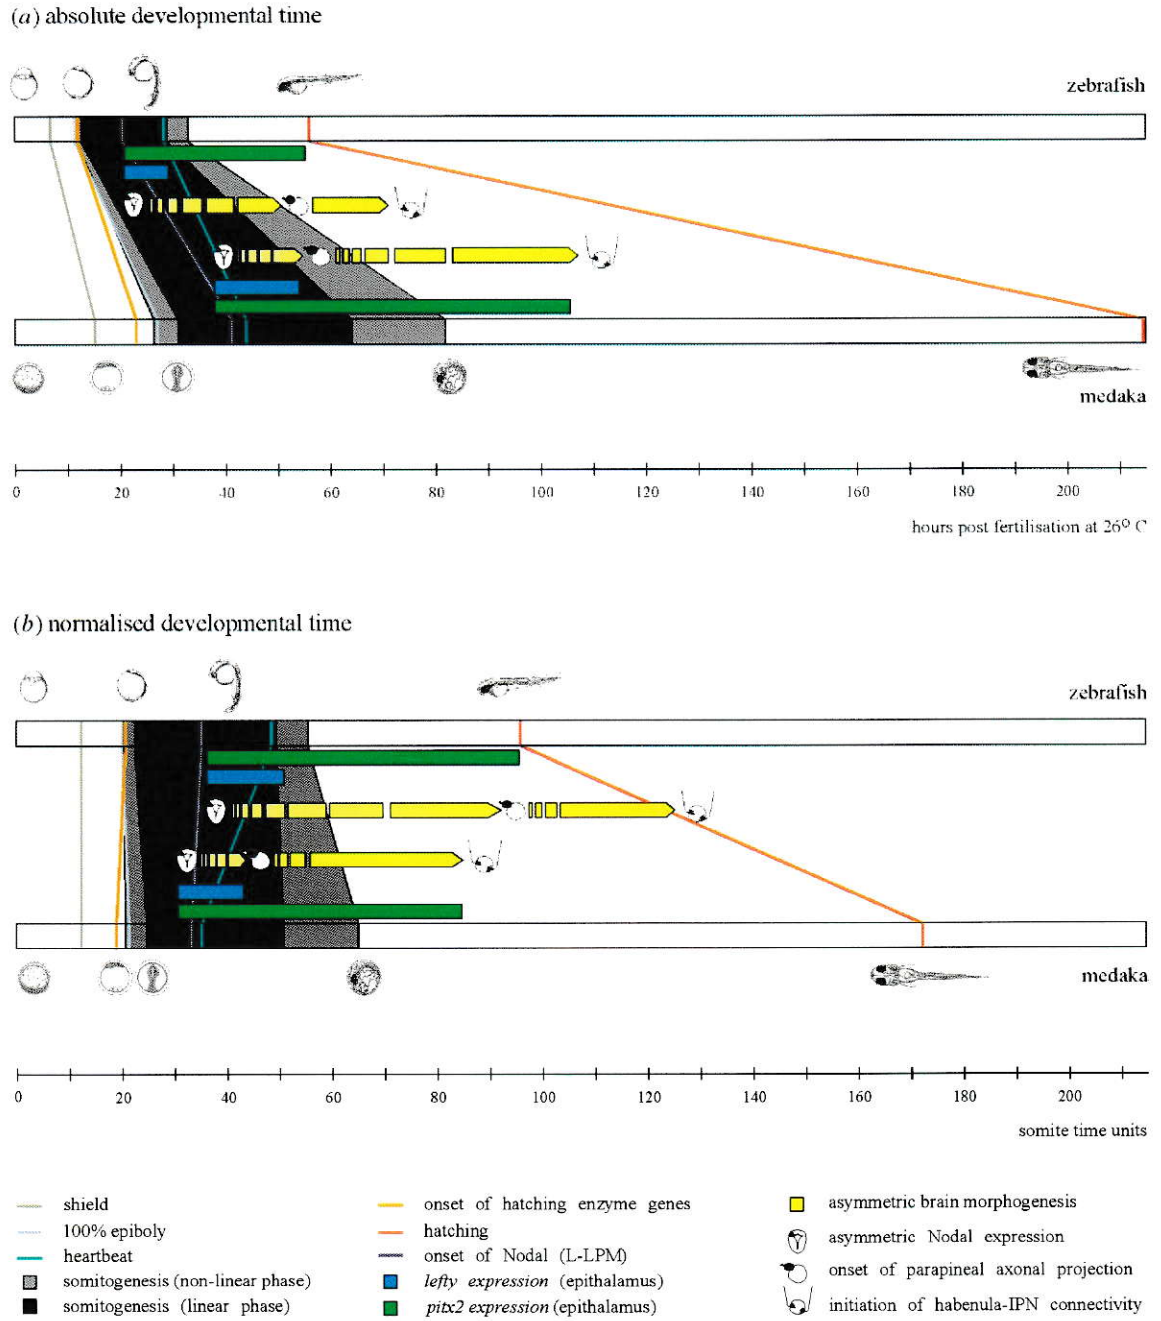 (a) absolute developmental time
zebrafish
medaka
0 20 40 60 80 100 120 140 160 180 200
hours post fertilisation at 26º C
(b) normalised developmental time
zebrafish
medaka
0 20 40 60 80 100 120 140 160 180 200
somite time units
shield
100% epiboly
heartbeat
somitogenesis (non-linear phase)
somitogenesis (linear phase)
onset of hatching enzyme genes
hatching
onset of Nodal (L-LPM)
lefty expression (epithalamus)
pitx2 expression (epithalamus)
asymmetric brain morphogenesis
asymmetric Nodal expression
onset of parapineal axonal projection
initiation of habenula-IPN connectivity